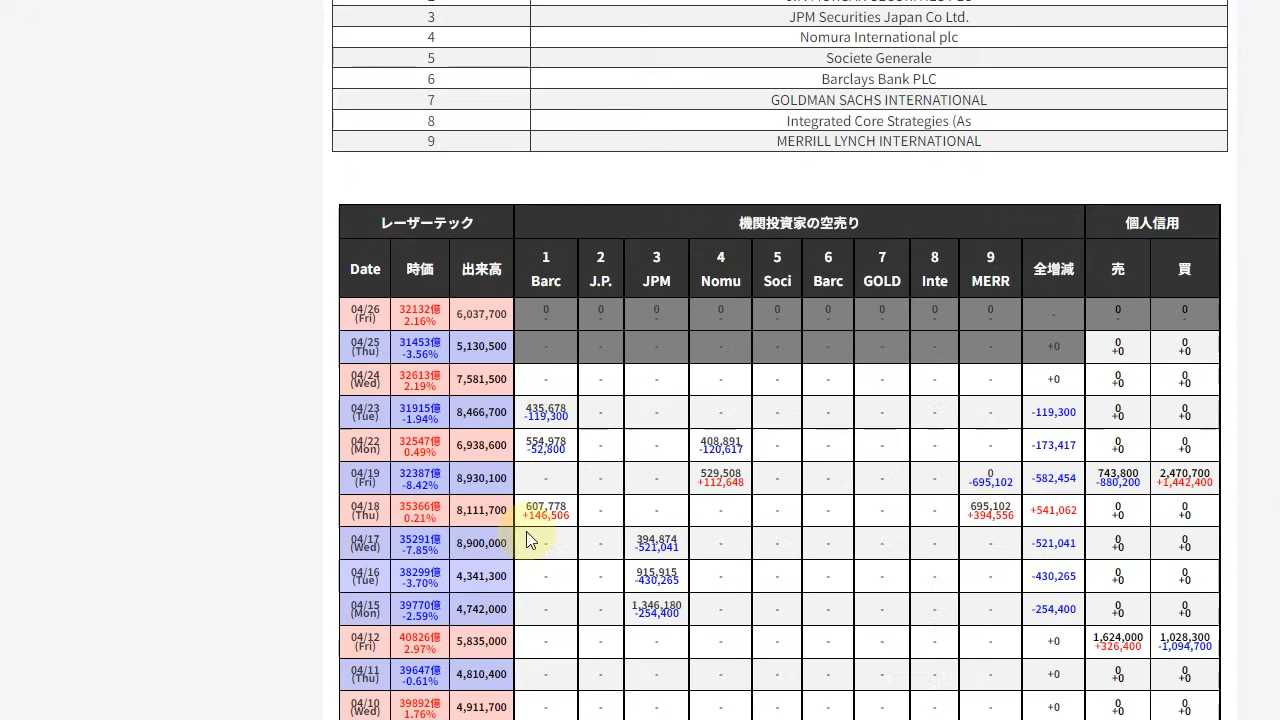 3 JPM Securities Japan Co Ltd.
4 Nomura International plc
5 Societe Generale
6 Barclays Bank PLC
7 GOLDMAN SACHS INTERNATIONAL
8 Integrated Core Strategies (As
9 MERRILL LYNCH INTERNATIONAL
レーザーテック 機関投資家の空売り 個人信用
Date 時価 出来高 1 Barc 2 J.P. 3 JPM 4 Nomu 5 Soci 6 Barc 7 GOLD 8 Inte 9 MERR 全増減 売 買
04/26 32132億 6,037,700 0 0 0 0 0 0 0 0 0 - 0 0
(Fri) 2.16% - - - - - - - - - - -
04/25 31453億 5,130,500 - - - - - - - - - +0 0 0
(Thu) -3.56% +0 +0
04/24 32613億 7,581,500 - - - - - - - - - +0 0 0
(Wed) 2.19% +0 +0
04/23 31915億 8,466,700 435,678 - - - - - - - - -119,300 0 0
(Tue) -1.94% -119,300 +0 +0
04/22 32547億 6,938,600 554,978 - - 408,891 - - - - - -173,417 0 0
(Mon) 0.49% -52,800 -120,617 +0 +0
04/19 32387億 8,930,100 - - - 529,508 - - - - 0 -582,454 743,800 2,470,700
(Fri) -8.42% +112,648 -695,102 -880,200 +1,442,400
04/18 35366億 8,111,700 607,778 - - - - - - - 695,102 +541,062 0 0
(Thu) 0.21% +146,506 +394,556 +0 +0
04/17 35291億 8,900,000 - - 394,874 - - - - - - -521,041 0 0
(Wed) -7.85% -521,041 +0 +0
04/16 38299億 4,341,300 - - 915,915 - - - - - - -430,265 0 0
(Tue) -3.70% -430,265 +0 +0
04/15 39770億 4,742,000 - - 1,346,180 - - - - - - -254,400 0 0
(Mon) -2.59% -254,400 +0 +0
04/12 40826億 5,835,000 - - - - - - - - - +0 1,624,000 1,028,300
(Fri) 2.97% +326,400 -1,094,700
04/11 39647億 4,810,400 - - - - - - - - - +0 0 0
(Thu) -0.61% +0 +0
04/10 39892億 4,911,700 - - - - - - - - - +0 0 0
(Wed) 1.76% +0 +0